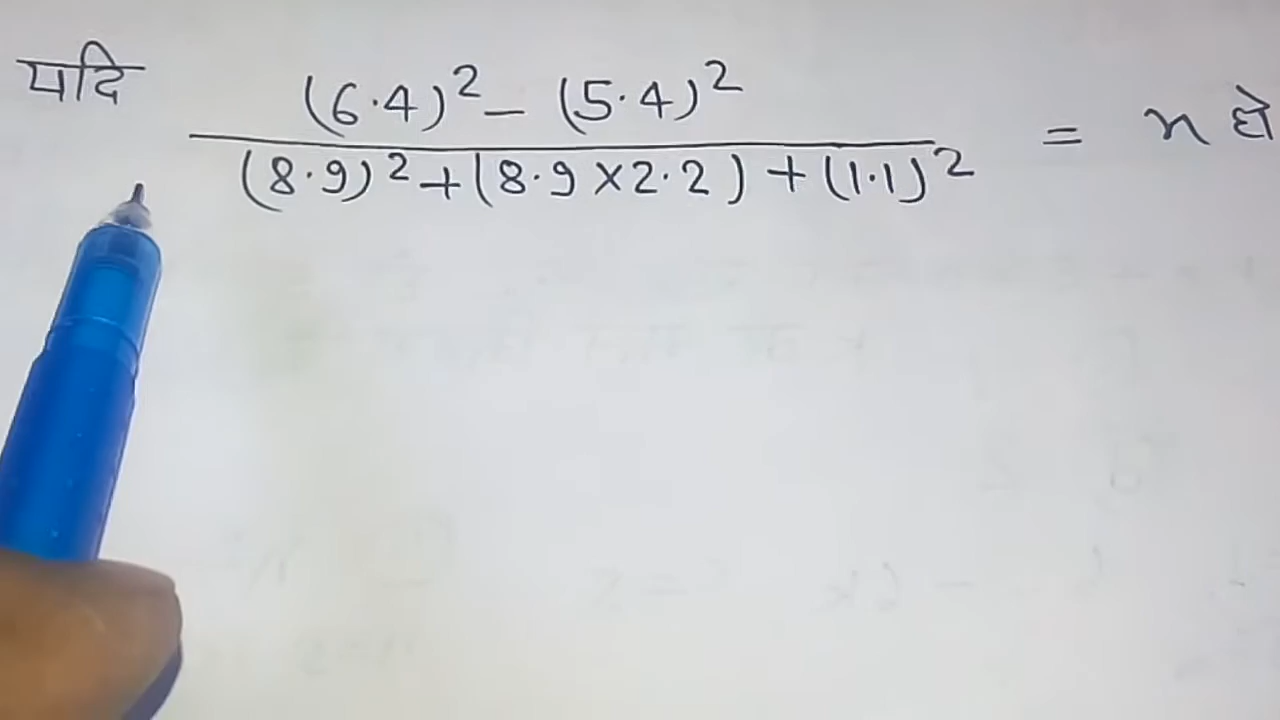 यदि (6.4)² - (5.4)² / (8.9)² + (8.9 × 2.2) + (1.1)² = n हो